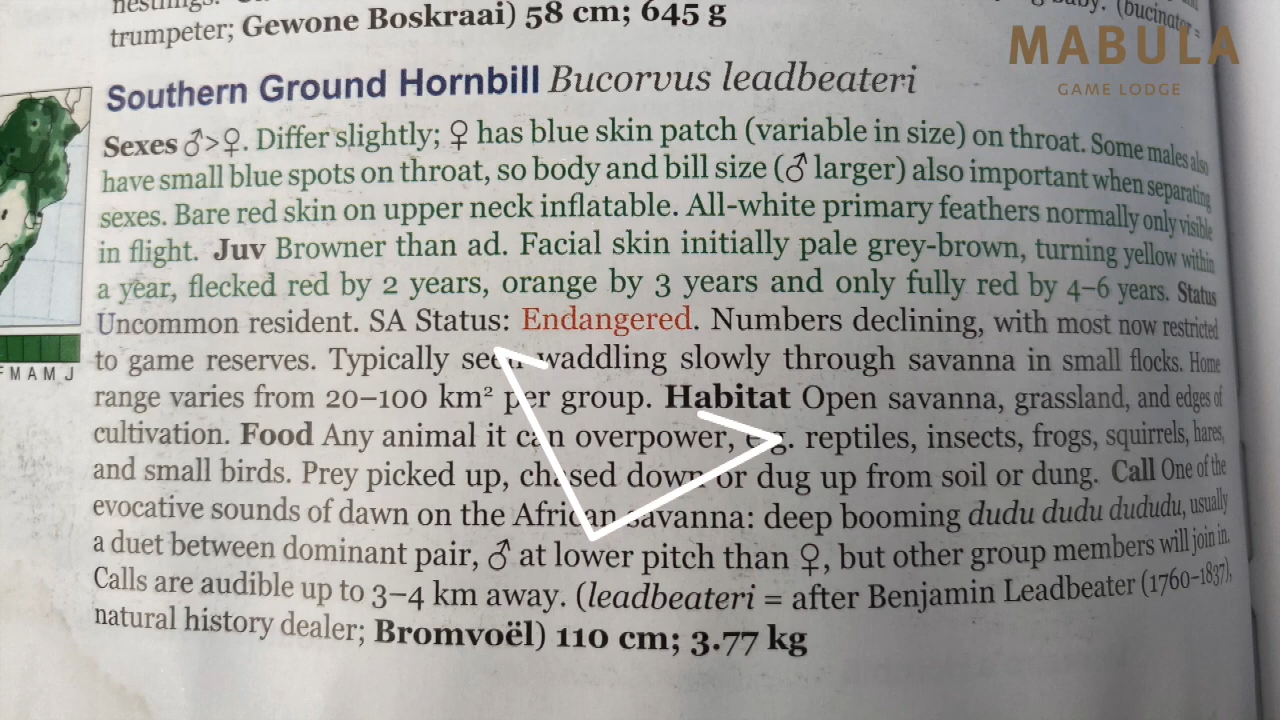 trumpeter; Gewone Boskraai) 58 cm; 645 g
(bucinator =
MABULA
GAME LODGE
Southern Ground Hornbill Bucorvus leadbeateri
Sexes ♂>♀. Differ slightly; ♀ has blue skin patch (variable in size) on throat. Some males also
have small blue spots on throat, so body and bill size (♂ larger) also important when separating
sexes. Bare red skin on upper neck inflatable. All-white primary feathers normally only visible
in flight. Juv Browner than ad. Facial skin initially pale grey-brown, turning yellow within
a year, flecked red by 2 years, orange by 3 years and only fully red by 4–6 years. Status
Uncommon resident. SA Status: Endangered. Numbers declining, with most now restricted
to game reserves. Typically seen waddling slowly through savanna in small flocks. Home
range varies from 20–100 km² per group. Habitat Open savanna, grassland, and edges of
cultivation. Food Any animal it can overpower, e.g. reptiles, insects, frogs, squirrels, hares,
and small birds. Prey picked up, chased down or dug up from soil or dung. Call One of the
evocative sounds of dawn on the African savanna: deep booming dudu dudu dududu, usually
a duet between dominant pair, ♂ at lower pitch than ♀, but other group members will join in.
Calls are audible up to 3–4 km away. (leadbeateri = after Benjamin Leadbeater (1760–1837),
natural history dealer; Bromvoël) 110 cm; 3.77 kg
M A M J